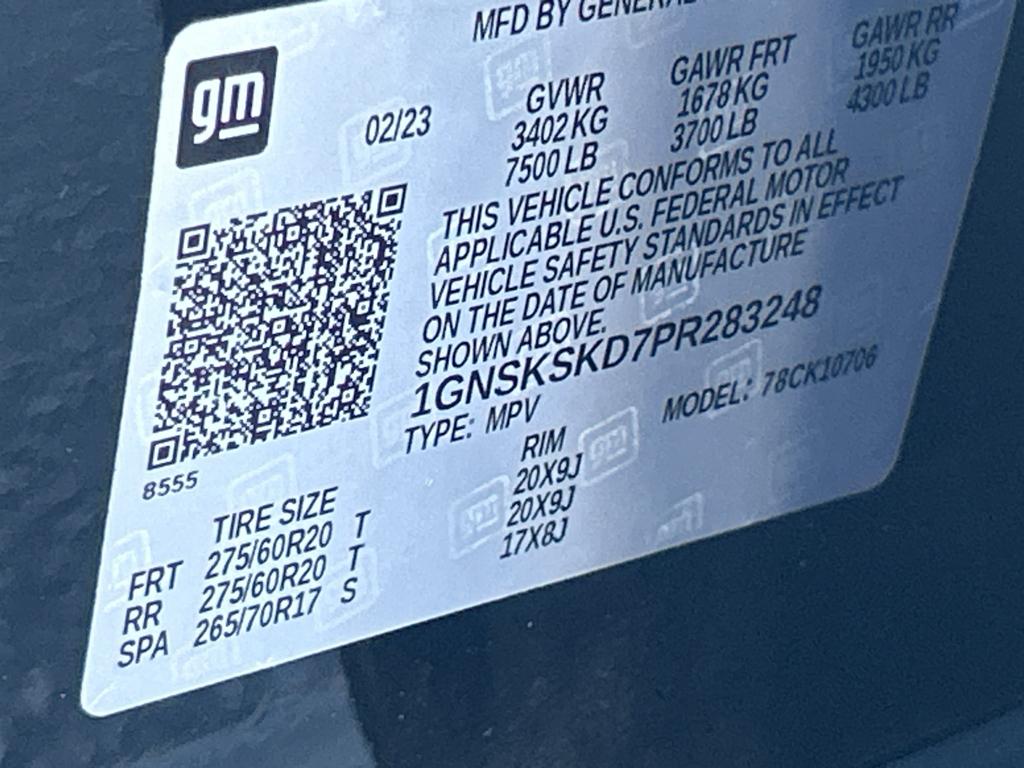 MFD BY GENERAL
gm
02/23
GVWR GAWR FRT GAWR RR
3402 KG 1678 KG 1950 KG
7500 LB 3700 LB 4300 LB
THIS VEHICLE CONFORMS TO ALL
APPLICABLE U.S. FEDERAL MOTOR
VEHICLE SAFETY STANDARDS IN EFFECT
ON THE DATE OF MANUFACTURE
SHOWN ABOVE.
1GNSKSKD7PR283248
TYPE: MPV MODEL: 78CK10706
8555
TIRE SIZE RIM
FRT 275/60R20 T 20X9J
RR 275/60R20 T 20X9J
SPA 265/70R17 S 17X8J